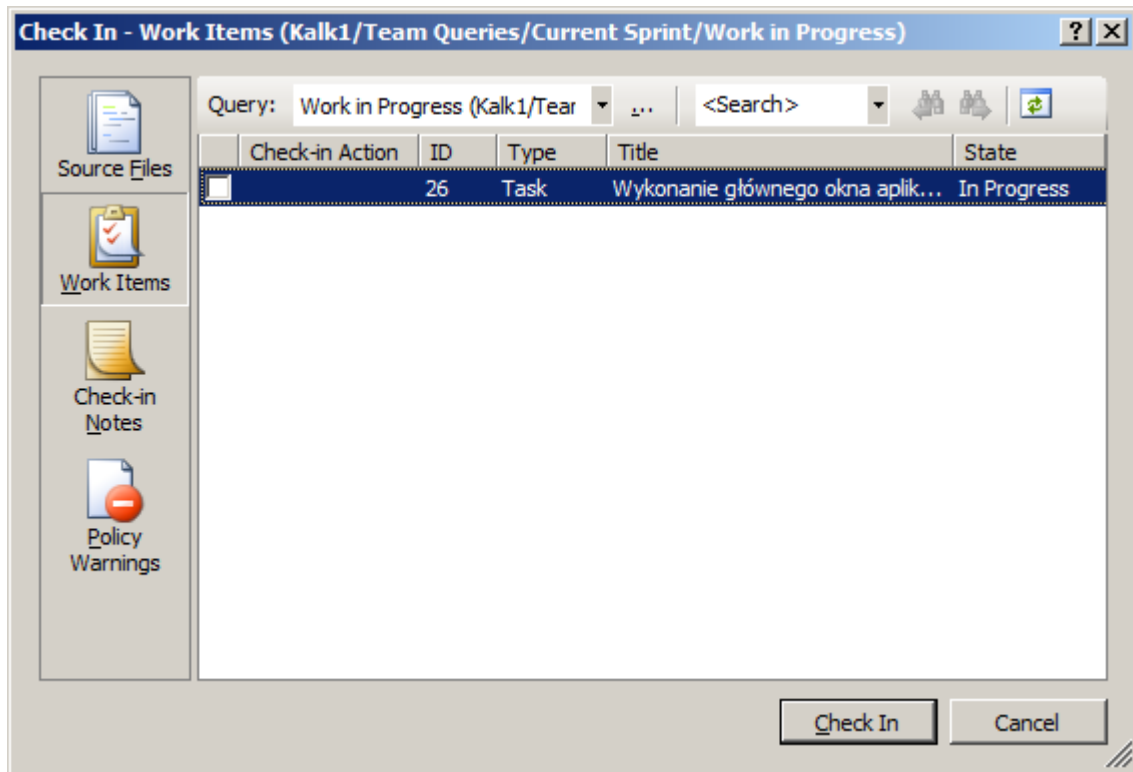 Check In - Work Items (Kalk1/Team Queries/Current Sprint/Work in Progress)
Source Files
Work Items
Check-in
Notes
Policy
Warnings
Query: Work in Progress (Kalk1/Tear ... <Search>
Check-in Action ID Type Title State
26 Task Wykonanie głównego okna aplik... In Progress
Check In Cancel